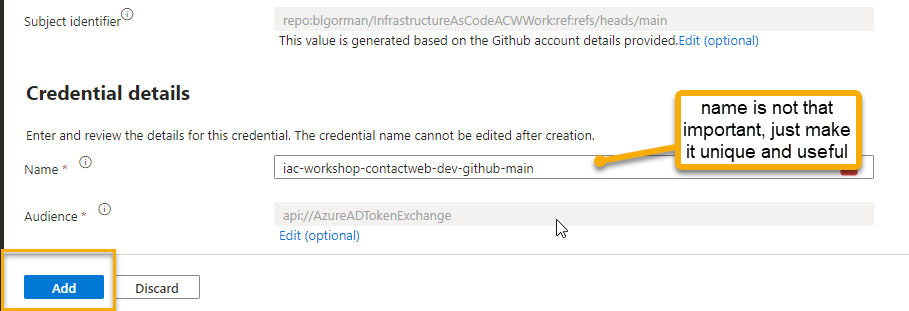 Subject identifier
repo:blgorman/InfrastructureAsCodeACWWork:ref:refs/heads/main
This value is generated based on the Github account details provided.Edit (optional)
Credential details
Enter and review the details for this credential. The credential name cannot be edited after creation.
name is not that
important, just make
it unique and useful
Name *
iac-workshop-contactweb-dev-github-main
Audience *
api://AzureADTokenExchange
Edit (optional)
Add
Discard